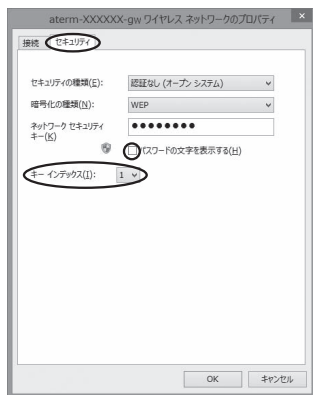 aterm-XXXXXX-gw ワイヤレス ネットワークのプロパティ ×
接続 セキュリティ
セキュリティの種類(E): 認証なし (オープン システム)
暗号化の種類(N): WEP
ネットワーク セキュリティ ●●●●●●●●
キー(K)
パスワードの文字を表示する(H)
キー インデックス(I): 1
OK キャンセル